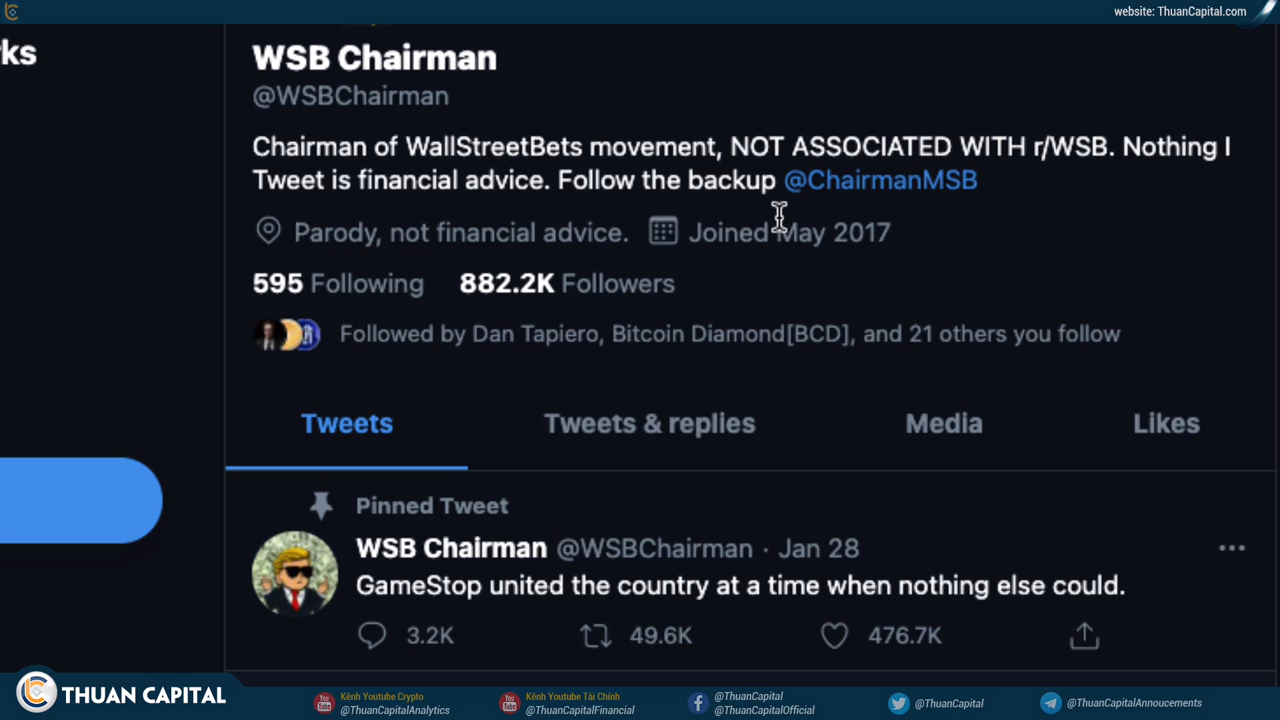 website: ThuanCapital.com
rks
WSB Chairman
@WSBChairman
Chairman of WallStreetBets movement, NOT ASSOCIATED WITH r/WSB. Nothing I
Tweet is financial advice. Follow the backup @ChairmanMSB
Parody, not financial advice. Joined May 2017
595 Following 882.2K Followers
Followed by Dan Tapiero, Bitcoin Diamond[BCD], and 21 others you follow
Tweets Tweets & replies Media Likes
Pinned Tweet
WSB Chairman @WSBChairman · Jan 28
GameStop united the country at a time when nothing else could.
3.2K 49.6K 476.7K
THUAN CAPITAL
Kênh Youtube Crypto
@ThuanCapitalAnalytics
Kênh Youtube Tài Chính
@ThuanCapitalFinancial
@ThuanCapital
@ThuanCapitalOfficial
@ThuanCapital
@ThuanCapitalAnnoucements